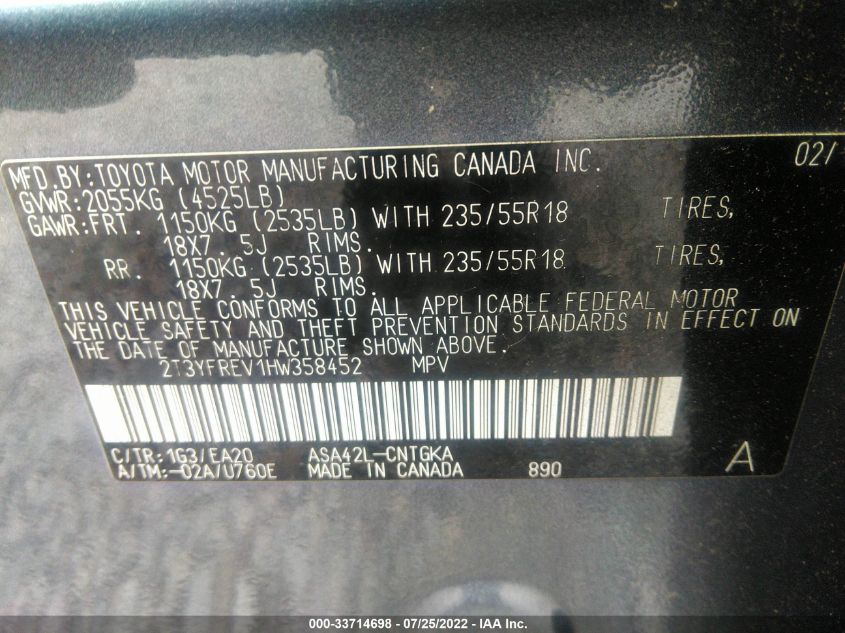 MFD.BY:TOYOTA MOTOR MANUFACTURING CANADA INC. 02/
GVWR:2055KG (4525LB)
GAWR:FRT. 1150KG (2535LB) WITH 235/55R18 TIRES,
18X7.5J RIMS.
RR. 1150KG (2535LB) WITH 235/55R18 TIRES,
18X7.5J RIMS.
THIS VEHICLE CONFORMS TO ALL APPLICABLE FEDERAL MOTOR
VEHICLE SAFETY AND THEFT PREVENTION STANDARDS IN EFFECT ON
THE DATE OF MANUFACTURE SHOWN ABOVE.
2T3YFREV1HW358452 MPV
C/TR:1G3/EA20 ASA42L-CNTGKA
A/TM:-02A/U760E MADE IN CANADA 890 A
000-33714698 - 07/25/2022 - IAA Inc.